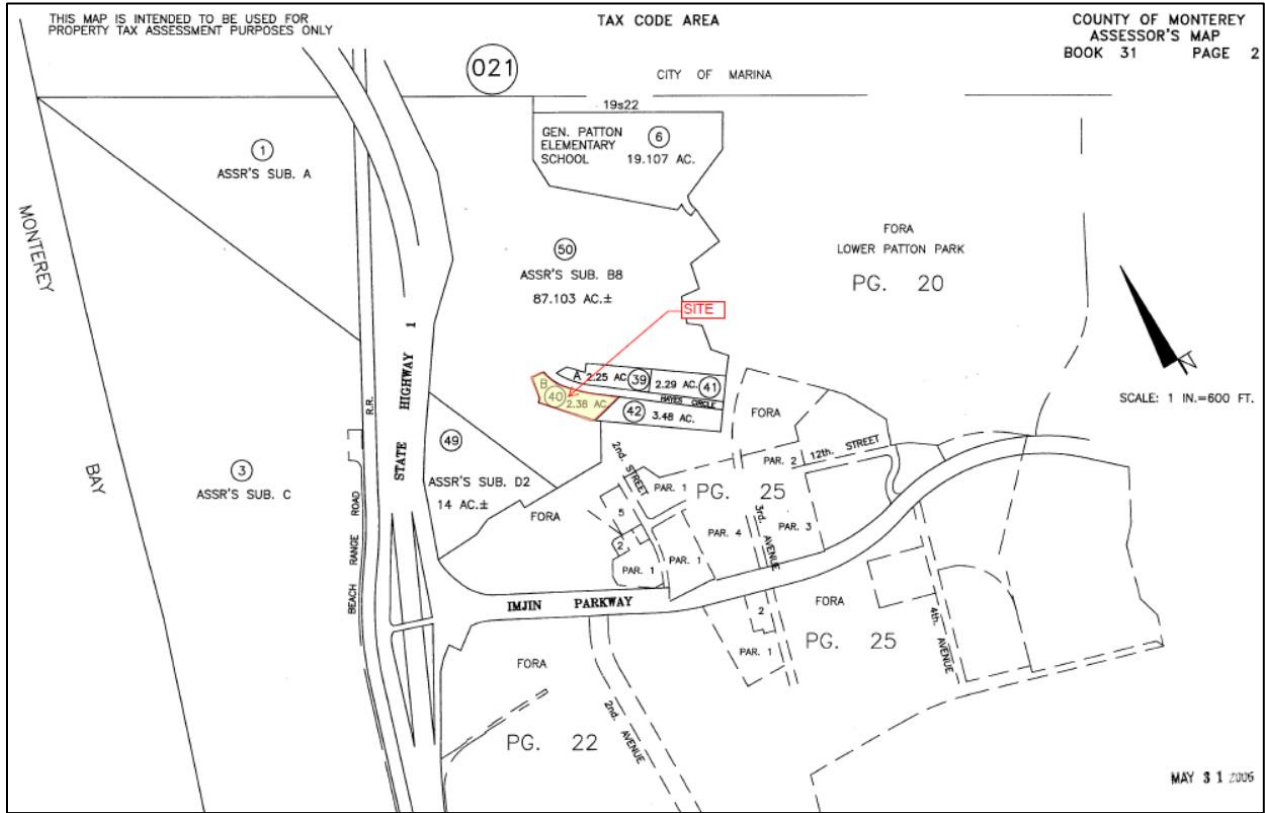 THIS MAP IS INTENDED TO BE USED FOR
PROPERTY TAX ASSESSMENT PURPOSES ONLY
TAX CODE AREA
COUNTY OF MONTEREY
ASSESSOR'S MAP
BOOK 31 PAGE 2
021
CITY OF MARINA
19s22
GEN. PATTON
ELEMENTARY
SCHOOL
6
19.107 AC.
1
ASSR'S SUB. A
MONTEREY
BAY
50
ASSR'S SUB. B8
87.103 AC.±
FORA
LOWER PATTON PARK
PG. 20
SITE
A 2.25 AC. 39
2.29 AC. 41
HAYES CIRCLE
B
40 2.38 AC.
42 3.48 AC.
SCALE: 1 IN.=600 FT.
N
R.R.
STATE HIGHWAY 1
BEACH RANGE ROAD
3
ASSR'S SUB. C
49
ASSR'S SUB. D2
14 AC.±
FORA
FORA
2nd. STREET
12th. STREET
PAR. 2
PAR. 1
PG. 25
5
2
PAR. 4
3rd. AVENUE
PAR. 3
PAR. 1
PAR. 1
IMJIN PARKWAY
2
PAR. 1
FORA
PG. 25
4th. AVENUE
FORA
PG. 22
2nd. AVENUE
MAY 31 2006